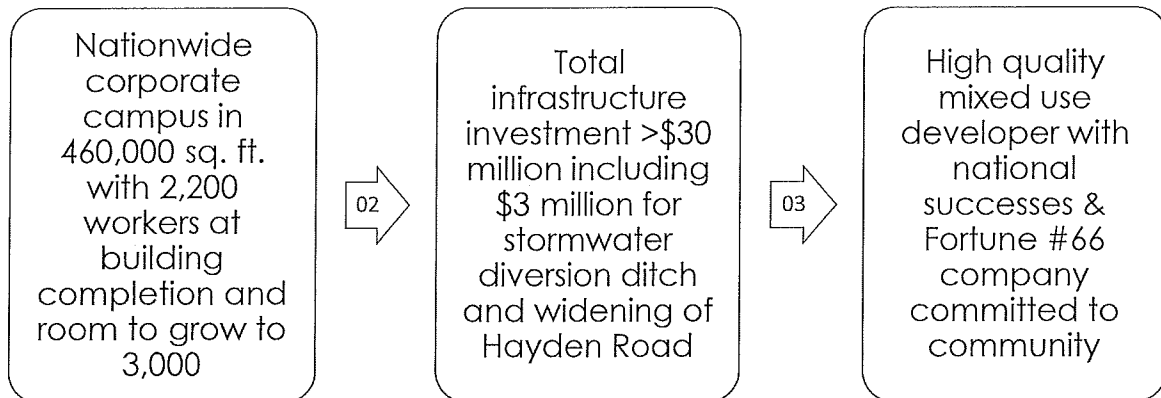 Nationwide
corporate
campus in
460,000 sq. ft.
with 2,200
workers at
building
completion and
room to grow to
3,000
02
Total
infrastructure
investment >$30
million including
$3 million for
stormwater
diversion ditch
and widening of
Hayden Road
03
High quality
mixed use
developer with
national
successes &
Fortune #66
company
committed to
community